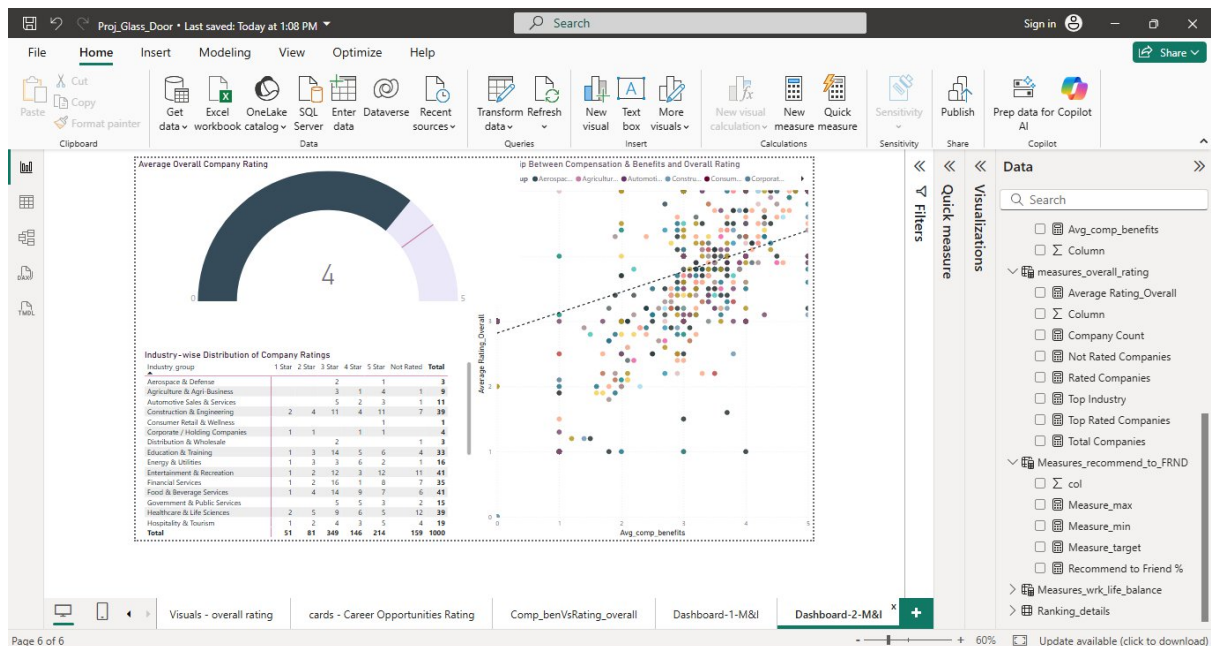 Proj_Glass_Door • Last saved: Today at 1:08 PM
Search
Sign in
File Home Insert Modeling View Optimize Help
Share
Paste
Cut
Copy
Format painter
Get data
Excel workbook
OneLake catalog
SQL Server
Enter data
Dataverse
Recent sources
Transform data
Refresh
New visual
Text box
More visuals
New visual calculation
New measure
Quick measure
Sensitivity
Publish
Prep data for AI
Copilot
Clipboard Data Queries Insert Calculations Sensitivity Share Copilot
DAX
TMDL
Average Overall Company Rating
4
0 5
ip Between Compensation & Benefits and Overall Rating
up Aerospac... Agricultur... Automoti... Constru... Consum... Corporat...
Average Rating_Overall
3
2
1
0
0 1 2 3 4 5
Avg_comp_benefits
Industry-wise Distribution of Company Ratings
Industry group 1 Star 2 Star 3 Star 4 Star 5 Star Not Rated Total
Aerospace & Defense 2 1 3
Agriculture & Agri-Business 3 1 4 1 9
Automotive Sales & Services 5 2 3 1 11
Construction & Engineering 2 4 11 4 11 7 39
Consumer Retail & Wellness 1 1
Corporate / Holding Companies 1 1 1 1 4
Distribution & Wholesale 2 1 3
Education & Training 1 3 14 5 6 4 33
Energy & Utilities 1 3 3 6 2 1 16
Entertainment & Recreation 1 2 12 3 12 11 41
Financial Services 1 2 16 1 8 7 35
Food & Beverage Services 1 4 14 9 7 6 41
Government & Public Services 5 5 3 2 15
Healthcare & Life Sciences 2 5 9 6 5 12 39
Hospitality & Tourism 1 2 4 3 5 4 19
Total 51 81 349 146 214 159 1000
Filters
Quick measure
Visualizations
Data
Search
Avg_comp_benefits
Column
measures_overall_rating
Average Rating_Overall
Column
Company Count
Not Rated Companies
Rated Companies
Top Industry
Top Rated Companies
Total Companies
Measures_recommend_to_FRND
col
Measure_max
Measure_min
Measure_target
Recommend to Friend %
Measures_wrk_life_balance
Ranking_details
Visuals - overall rating cards - Career Opportunities Rating Comp_benVsRating_overall Dashboard-1-M&I Dashboard-2-M&I
Page 6 of 6
60%
Update available (click to download)